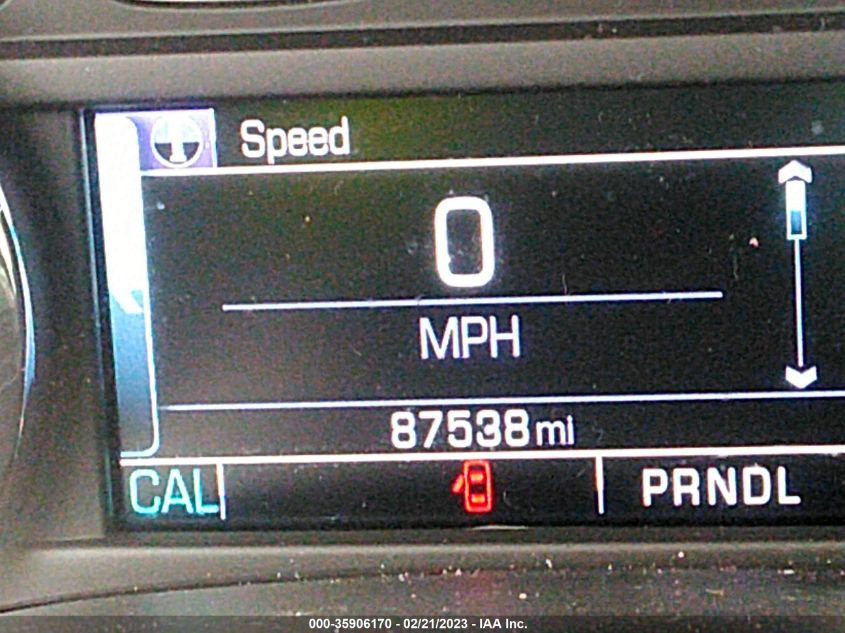 Speed
0
MPH
87538 mi
CAL
PRNDL
000-35906170 - 02/21/2023 - IAA Inc.